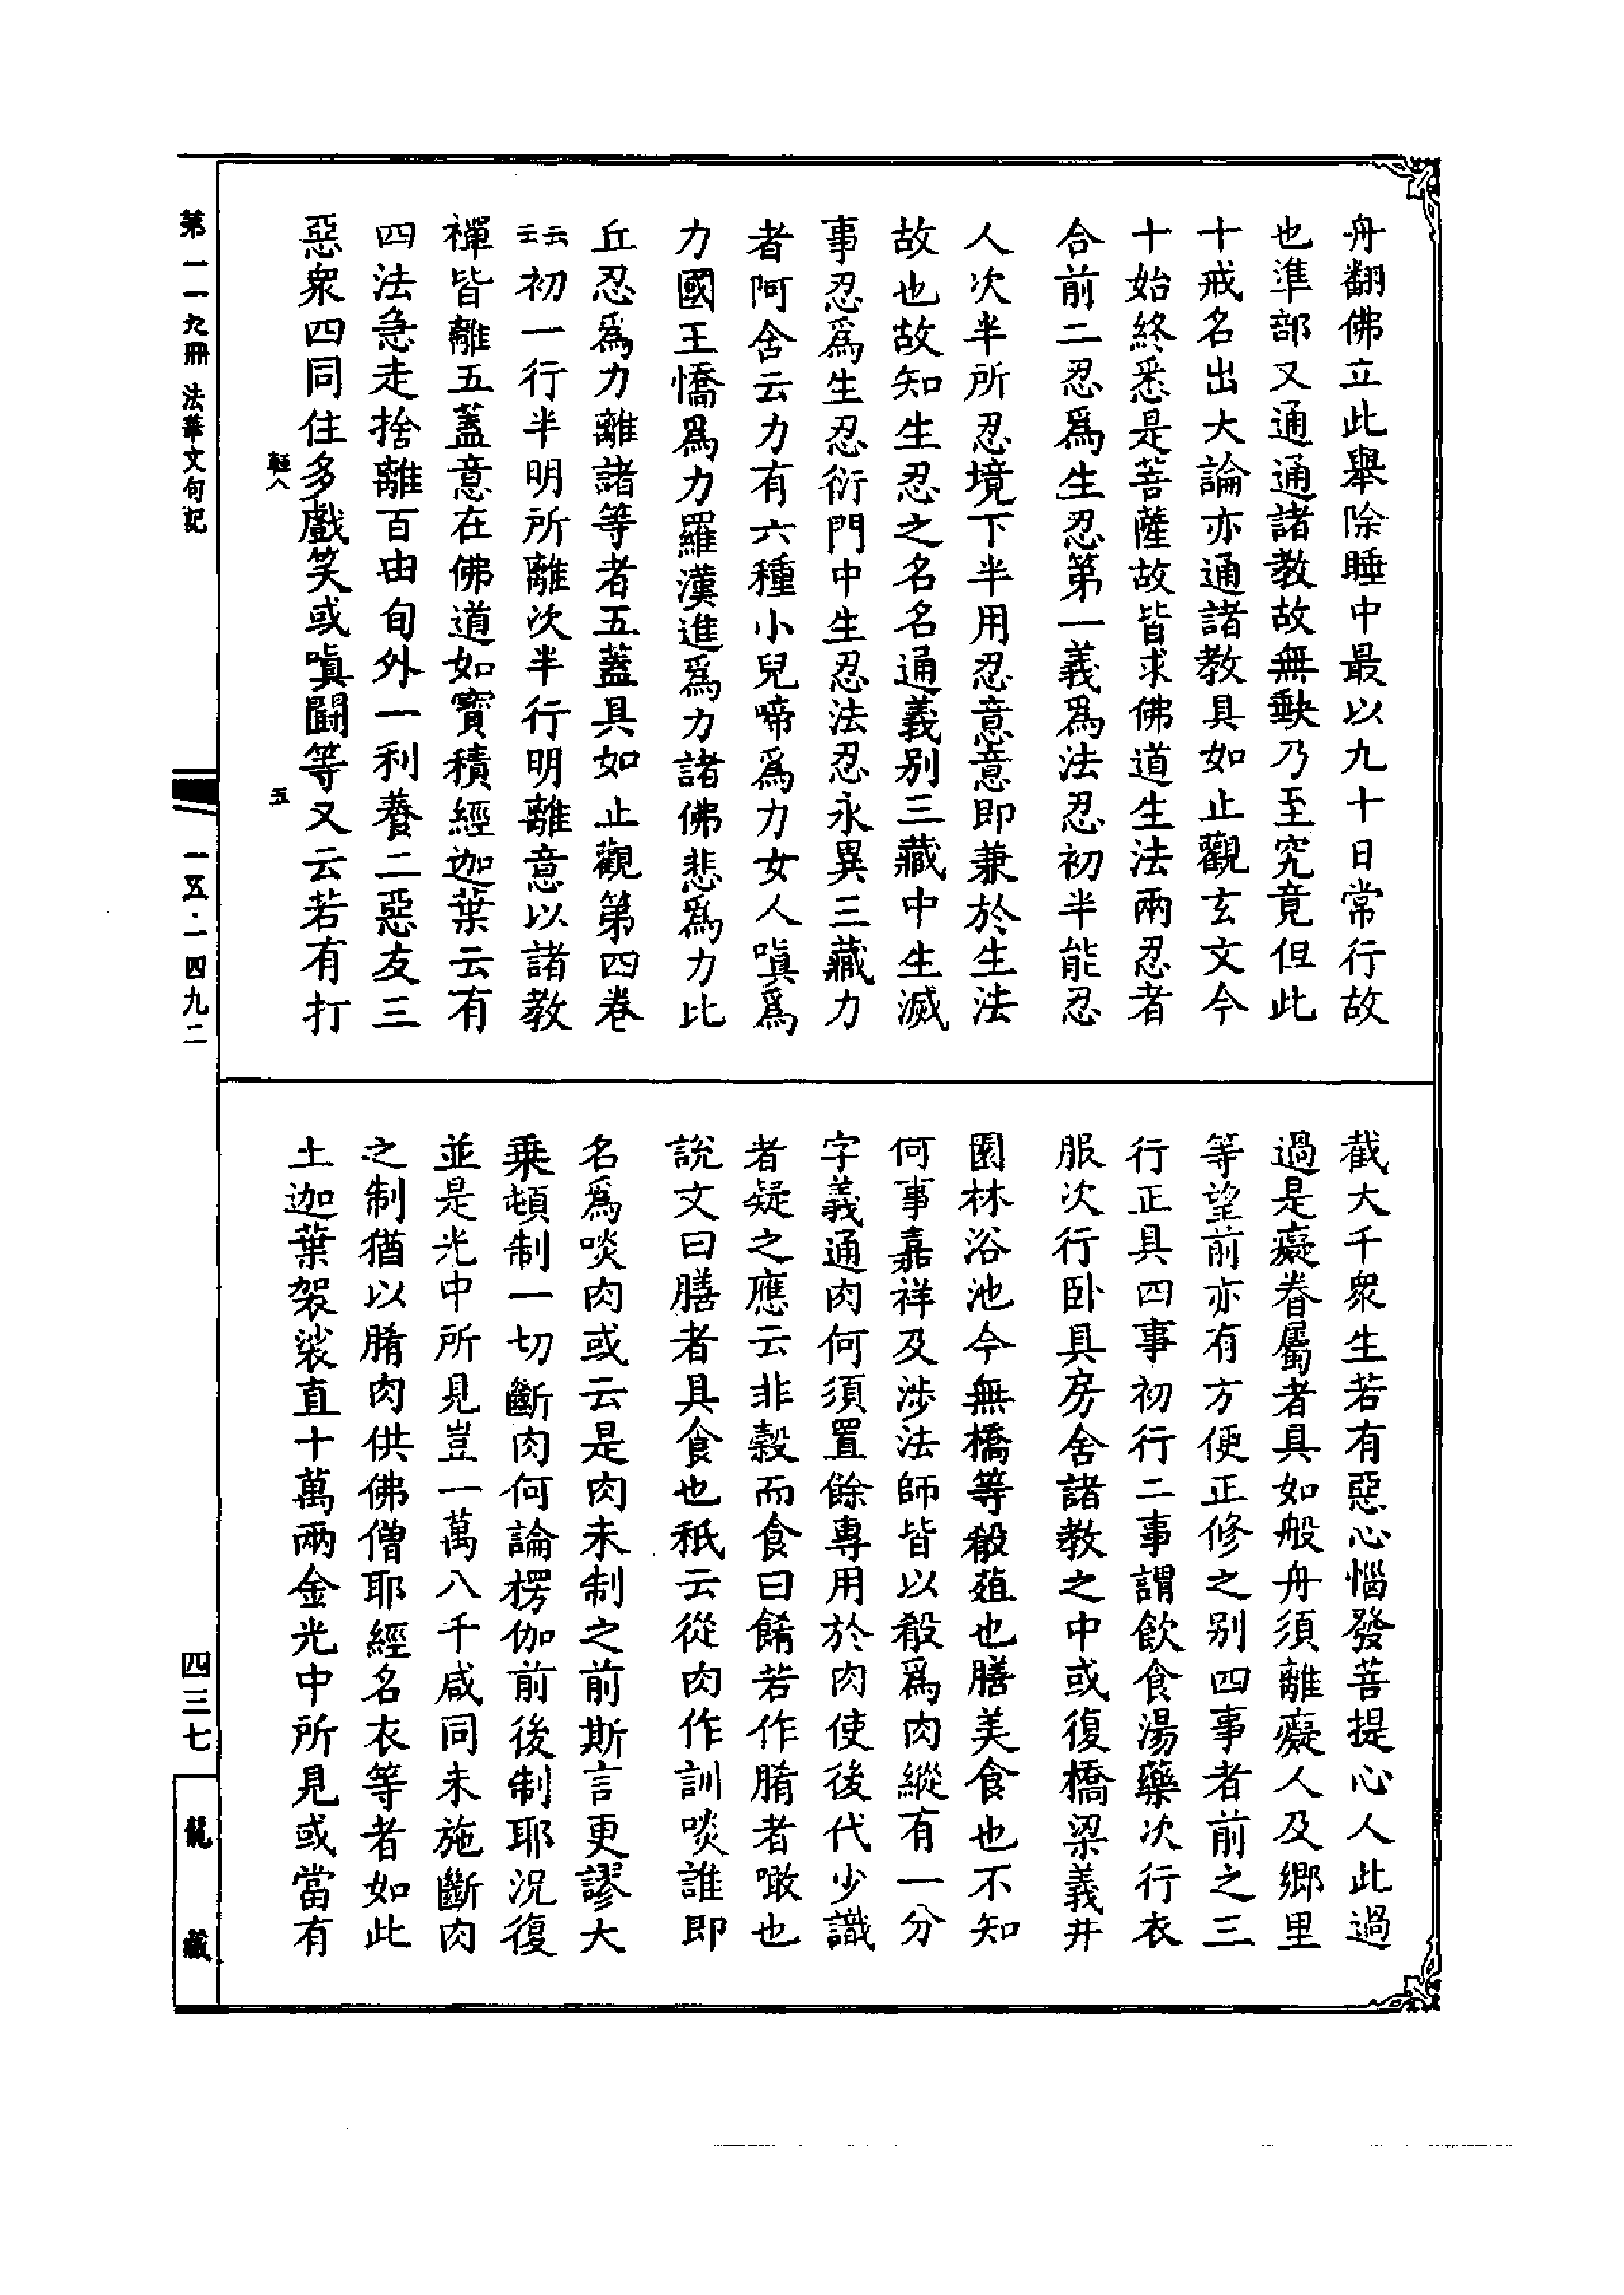 舟翻佛立此舉除睡中最以九十日常行故
也準部又通通諸教故無歝乃至究竟但此
十戒名出大論亦通諸教具如止觀玄文今
十始終悉是菩薩故皆求佛道生法兩忍者
合前二忍爲生忍第一義爲法忍初半能忍
人次半所忍境下半用忍意意即兼於生法
故也故知生忍之名名通義別三藏中生滅
事忍爲生忍衍門中生忍法忍永異三藏力
者阿含云力有六種小兒啼爲力女人嗔爲
力國王憍爲力羅漢進爲力諸佛悲爲力比
丘忍爲力離諸等者五蓋具如止觀第四卷
云云初一行半明所離次半行明離意以諸教
禪皆離五蓋意在佛道如寶積經迦葉云有
四法急走捨離百由旬外一利養二惡友三
惡衆四同住多戲笑或嗔鬪等又云若有打
截大千衆生若有惡心惱發菩提心人此過
過是癡眷屬者具如般舟須離癡人及鄉里
等望前亦有方便正修之別四事者前之三
行正具四事初行二事謂飲食湯藥次行衣
服次行卧具房舍諸教之中或復橋梁義井
園林浴池今無橋等殺殖也膳美食也不知
何事嘉祥及涉法師皆以殽爲肉縱有一分
字義通肉何須置餘專用於肉使後代少識
者疑之應云非穀而食曰餚若作腈者噉也
說文曰膳者具食也秖云從肉作訓啖誰即
名爲啖肉或云是肉未制之前斯言更謬大
乗頓制一切斷肉何論楞伽前後制耶況復
並是光中所見豈一萬八千咸同未施斷肉
之制猶以腈肉供佛僧耶經名衣等者如此
土迦葉袈裟直十萬兩金光中所見或當有
輕八
五
第一一九冊 法華文句記
一五·一四九二
四三七
龍藏